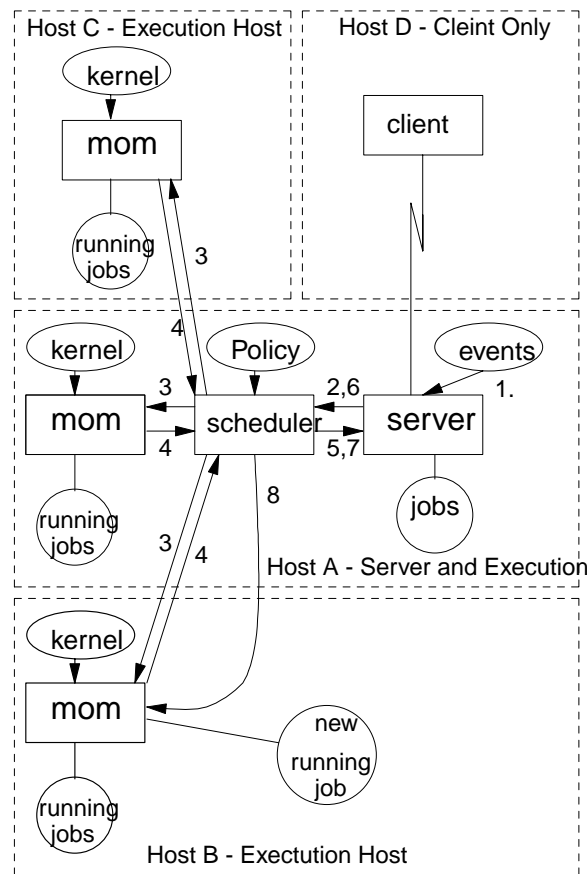 Host C - Execution Host
kernel
mom
running
jobs
3
4
Host D - Cleint Only
client
kernel
Policy
events
1.
mom
3
4
scheduler
2,6
5,7
server
running
jobs
3
4
8
jobs
Host A - Server and Execution
kernel
mom
new
running
job
running
jobs
Host B - Exectution Host